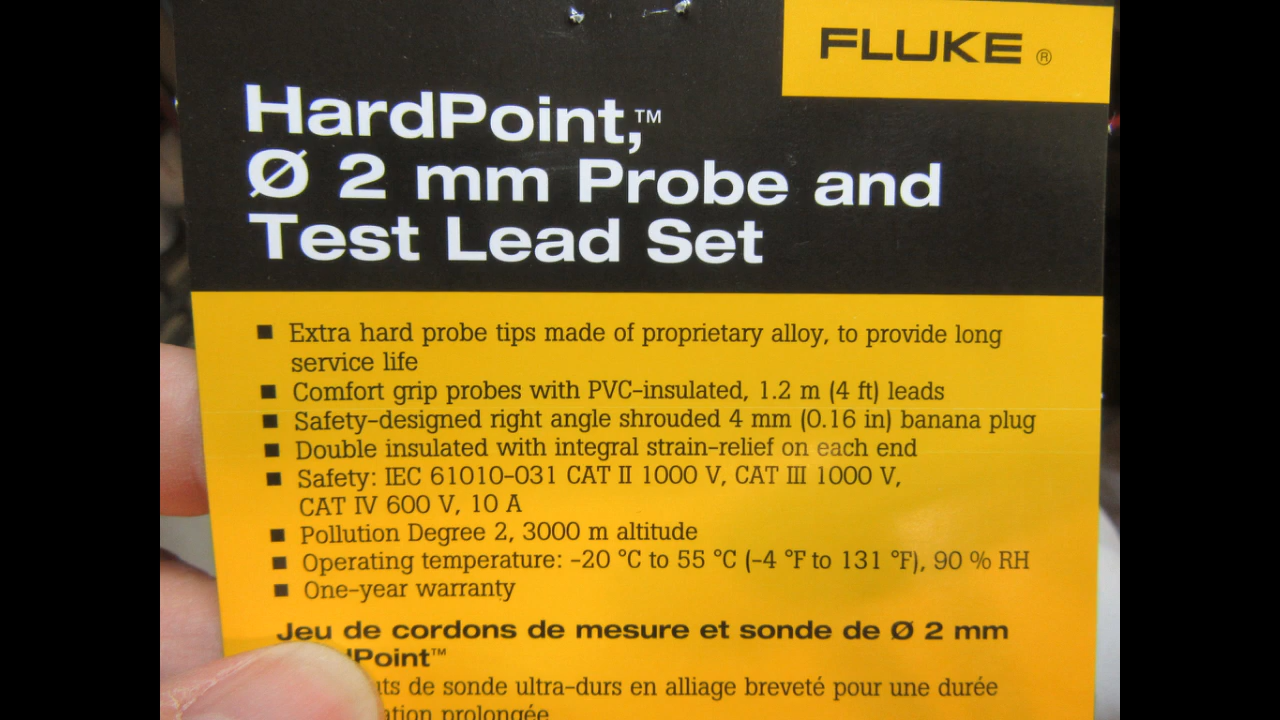 FLUKE ®
HardPoint,™
Ø 2 mm Probe and
Test Lead Set
■ Extra hard probe tips made of proprietary alloy, to provide long
service life
■ Comfort grip probes with PVC-insulated, 1.2 m (4 ft) leads
■ Safety-designed right angle shrouded 4 mm (0.16 in) banana plug
■ Double insulated with integral strain-relief on each end
■ Safety: IEC 61010-031 CAT II 1000 V, CAT III 1000 V,
CAT IV 600 V, 10 A
■ Pollution Degree 2, 3000 m altitude
■ Operating temperature: -20 °C to 55 °C (-4 °F to 131 °F), 90 % RH
■ One-year warranty
Jeu de cordons de mesure et sonde de Ø 2 mm
de sonde ultra-durs en alliage breveté pour une durée
prolongée